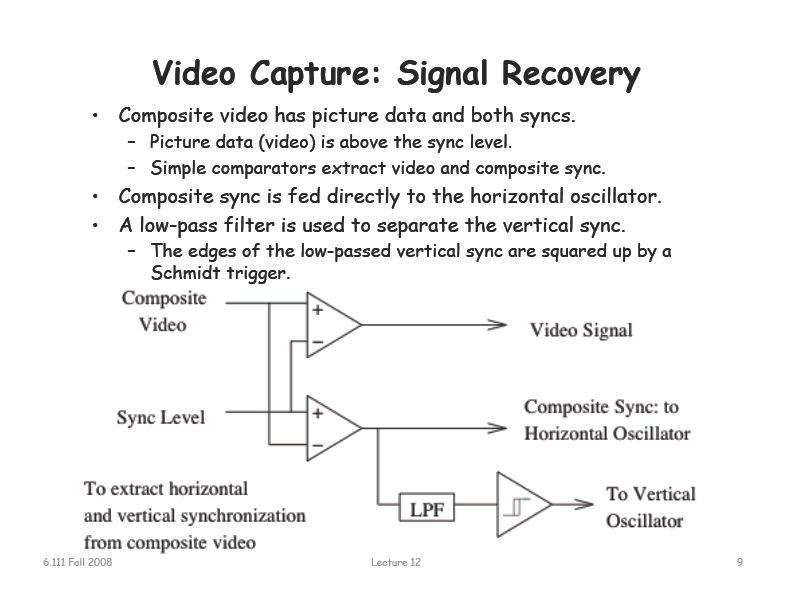 Video Capture: Signal Recovery
• Composite video has picture data and both syncs.
– Picture data (video) is above the sync level.
– Simple comparators extract video and composite sync.
• Composite sync is fed directly to the horizontal oscillator.
• A low-pass filter is used to separate the vertical sync.
– The edges of the low-passed vertical sync are squared up by a
Schmidt trigger.
Composite
Video
+
–
Video Signal
Sync Level
+
–
Composite Sync: to
Horizontal Oscillator
To extract horizontal
and vertical synchronization
from composite video
LPF
To Vertical
Oscillator
6.111 Fall 2008
Lecture 12
9